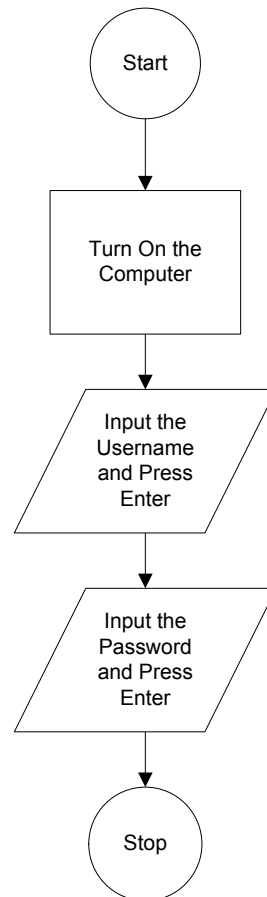 Start
Turn On the
Computer
Input the
Username
and Press
Enter
Input the
Password
and Press
Enter
Stop